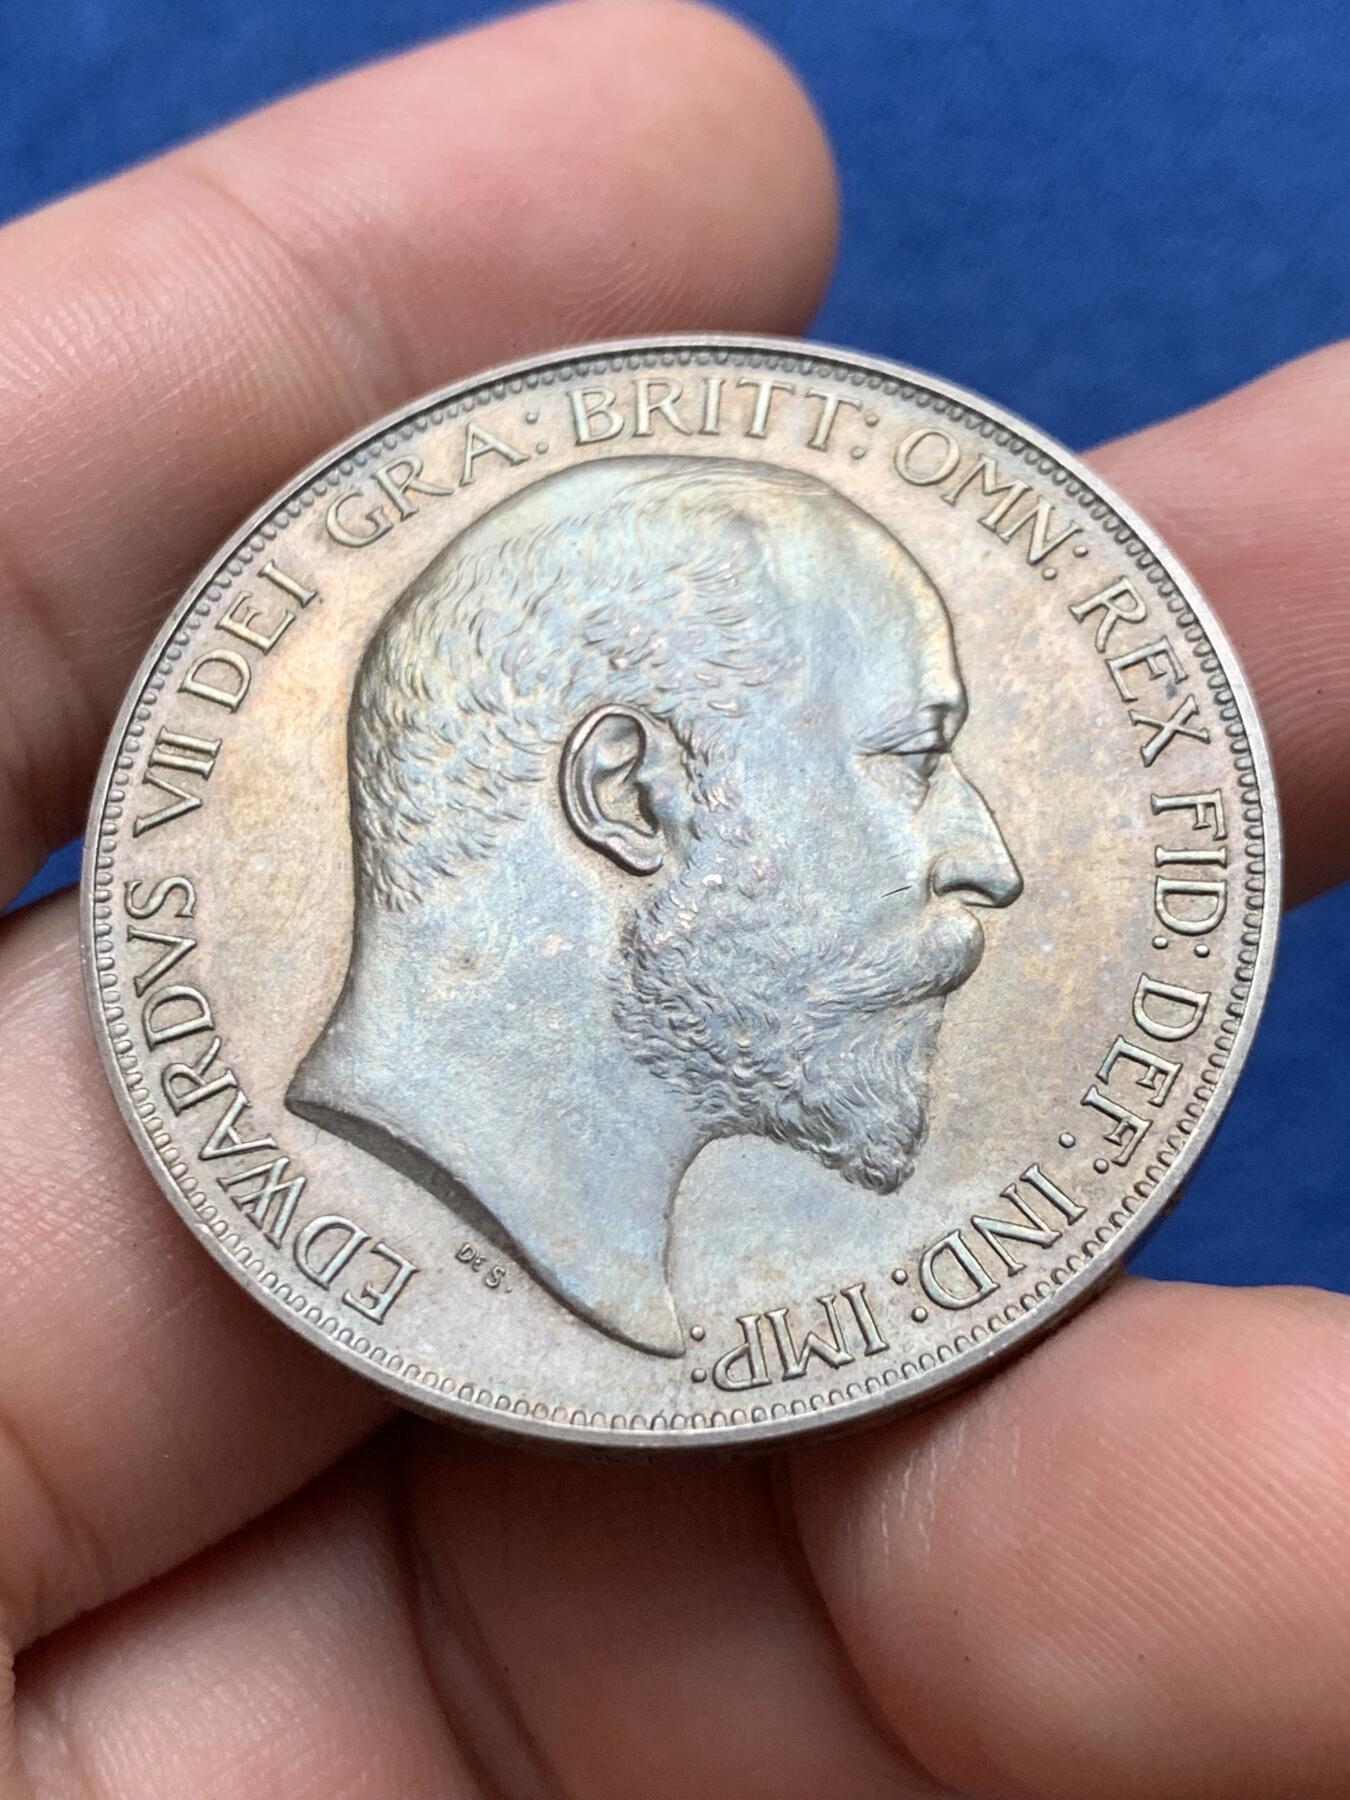 EDWARDVS VII DEI GRA: BRITT: OMN: REX FID: DEF: IND: IMP:
De S.